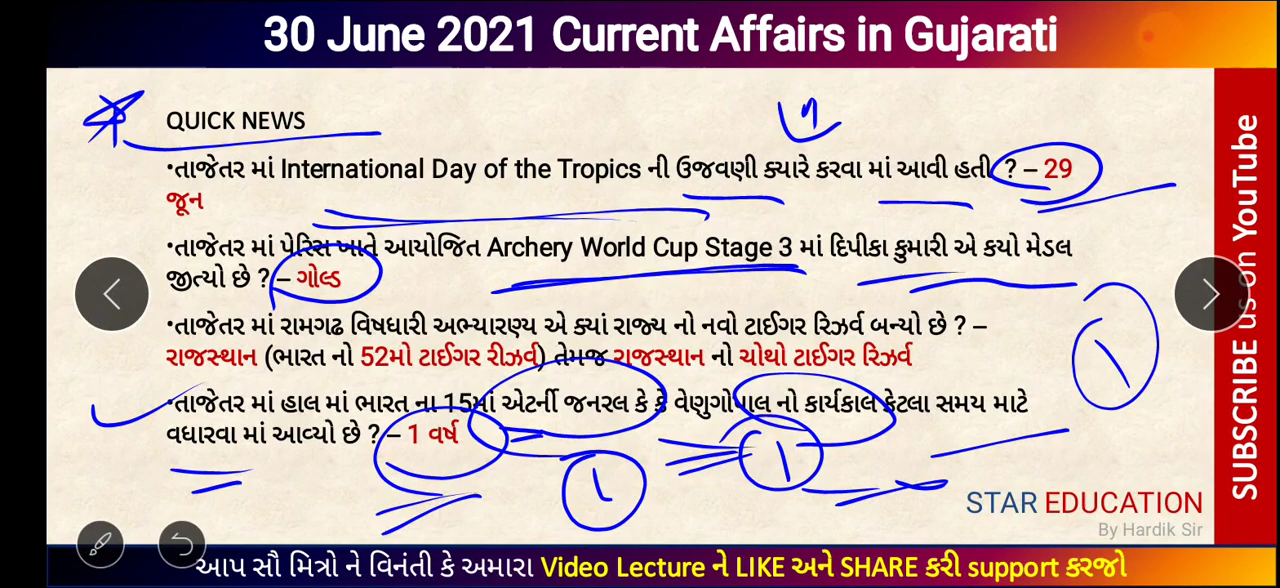 30 June 2021 Current Affairs in Gujarati
QUICK NEWS
•તાજેતર માં International Day of the Tropics ની ઉજવણી ક્યારે કરવા માં આવી હતી ? – 29
જૂન
•તાજેતર માં પેરિસ ખાતે આયોજિત Archery World Cup Stage 3 માં દિપીકા કુમારી એ કયો મેડલ
જીત્યો છે ? – ગોલ્ડ
•તાજેતર માં રામગઢ વિષધારી અભ્યારણ્ય એ ક્યાં રાજ્ય નો નવો ટાઈગર રિઝર્વ બન્યો છે ? –
રાજસ્થાન (ભારત નો 52મો ટાઈગર રીઝર્વ) તેમજ રાજસ્થાન નો ચોથો ટાઈગર રિઝર્વ
•તાજેતર માં હાલ માં ભારત ના 15માં એટર્ની જનરલ કે કે વેણુગોપાલ નો કાર્યકાલ કેટલા સમય માટે
વધારવા માં આવ્યો છે ? – 1 વર્ષ
STAR EDUCATION
By Hardik Sir
SUBSCRIBE us on YouTube
આપ સૌ મિત્રો ને વિનંતી કે અમારા Video Lecture ને LIKE અને SHARE કરી support કરજો